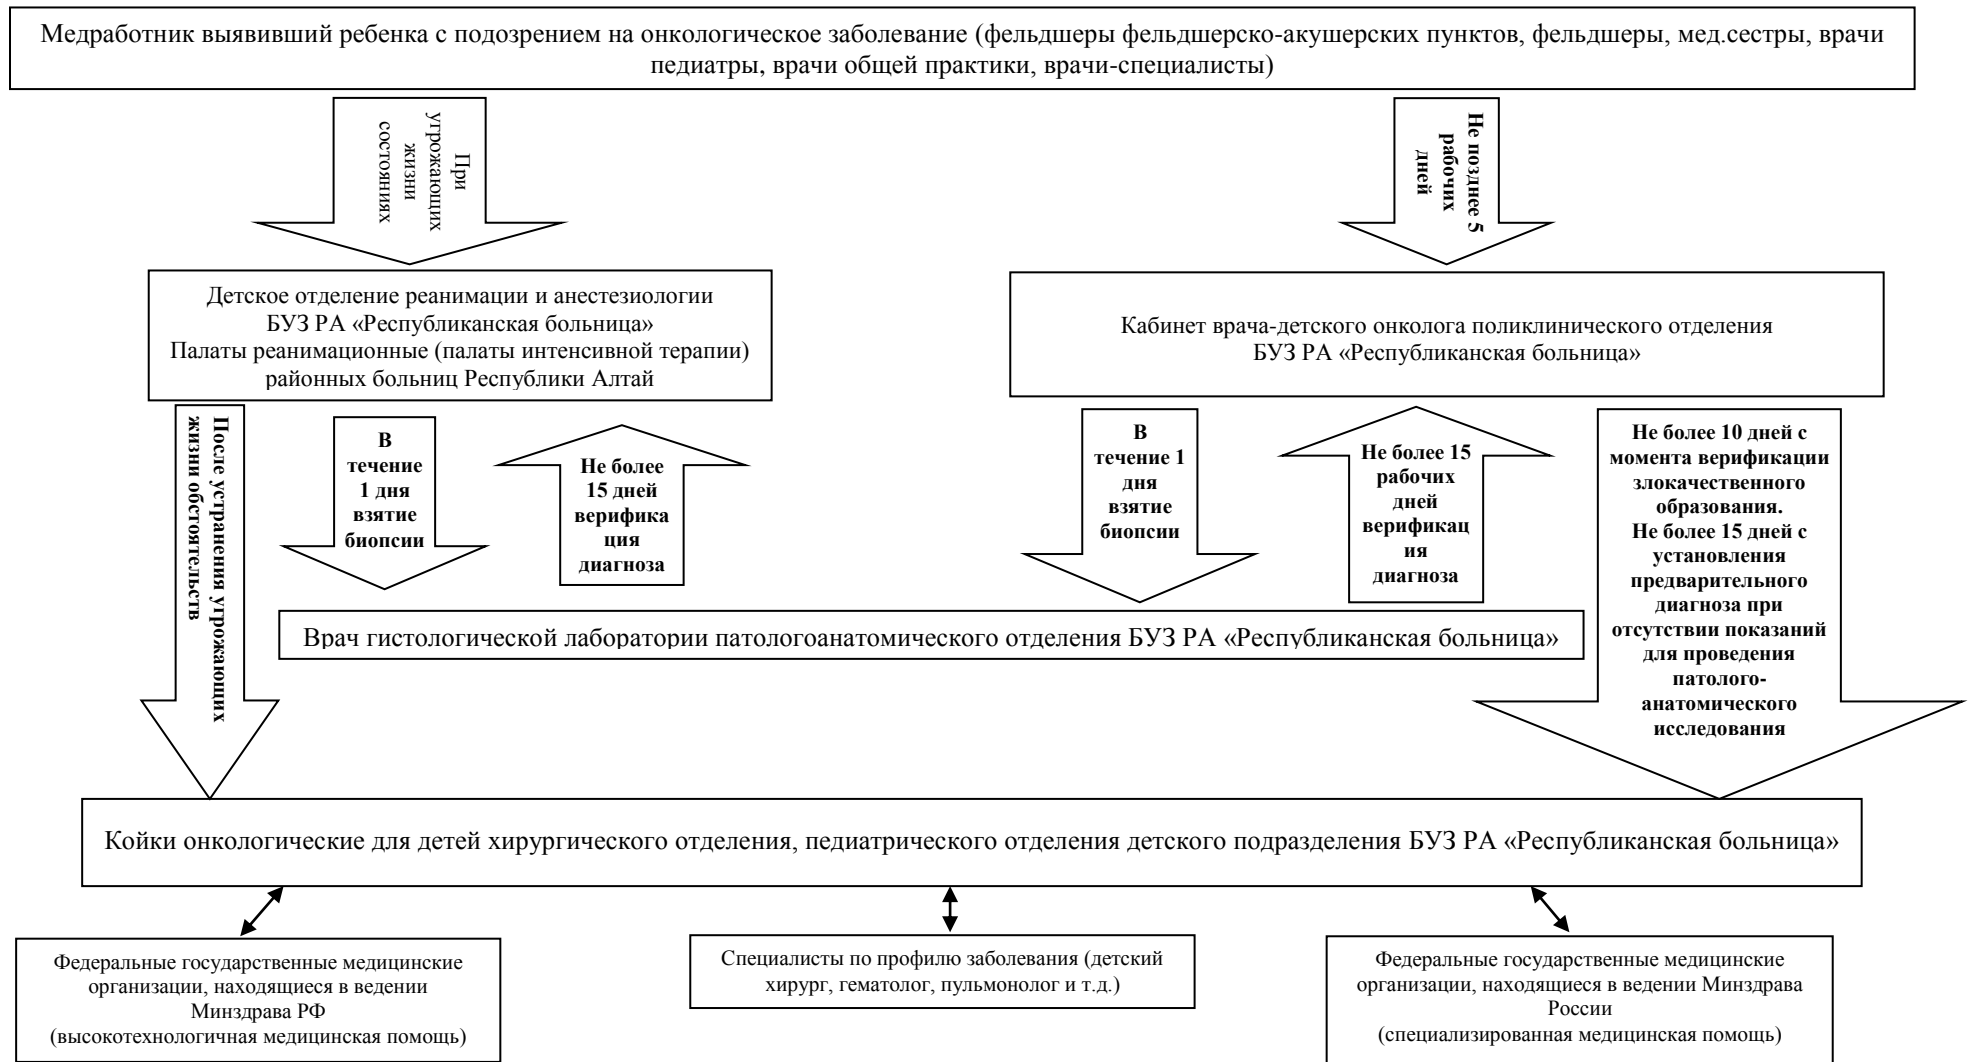 Медработник выявивший ребенка с подозрением на онкологическое заболевание (фельдшеры фельдшерско-акушерских пунктов, фельдшеры, мед.сестры, врачи
педиатры, врачи общей практики, врачи-специалисты)
При
угрожающих
жизни
состояниях
Не позднее 5
рабочих
дней
Детское отделение реанимации и анестезиологии
БУЗ РА «Республиканская больница»
Палаты реанимационные (палаты интенсивной терапии)
районных больниц Республики Алтай
Кабинет врача-детского онколога поликлинического отделения
БУЗ РА «Республиканская больница»
После устранения угрожающих
жизни обстоятельств
В
течение
1 дня
взятие
биопсии
Не более
15 дней
верифика
ция
диагноза
В
течение 1
дня
взятие
биопсии
Не более 15
рабочих
дней
верификац
ия
диагноза
Не более 10 дней с
момента верификации
злокачественного
образования.
Не более 15 дней с
установления
предварительного
диагноза при
отсутствии показаний
для проведения
патолого-
анатомического
исследования
Врач гистологической лаборатории патологоанатомического отделения БУЗ РА «Республиканская больница»
Койки онкологические для детей хирургического отделения, педиатрического отделения детского подразделения БУЗ РА «Республиканская больница»
Федеральные государственные медицинские
организации, находящиеся в ведении
Минздрава РФ
(высокотехнологичная медицинская помощь)
Специалисты по профилю заболевания (детский
хирург, гематолог, пульмонолог и т.д.)
Федеральные государственные медицинские
организации, находящиеся в ведении Минздрава
России
(специализированная медицинская помощь)